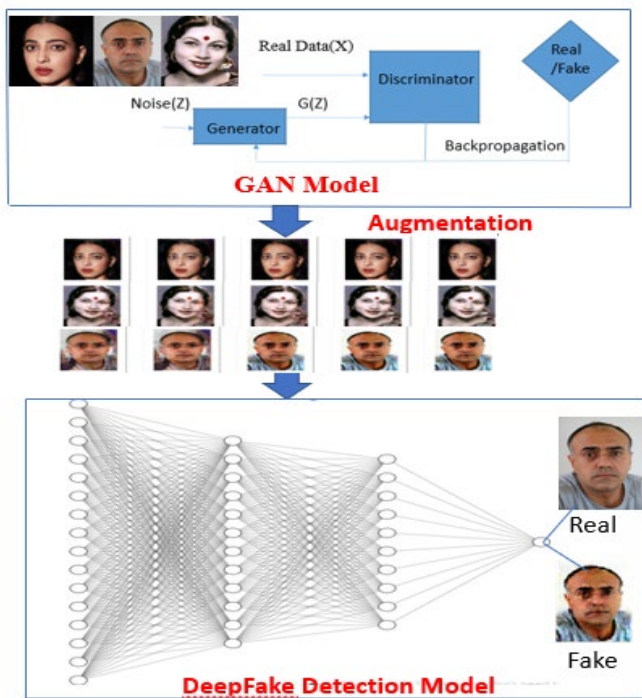 Real Data(X)
Discriminator
Real
/Fake
Noise(Z)
G(Z)
Generator
Backpropagation
GAN Model
Augmentation
Real
Fake
DeepFake Detection Model